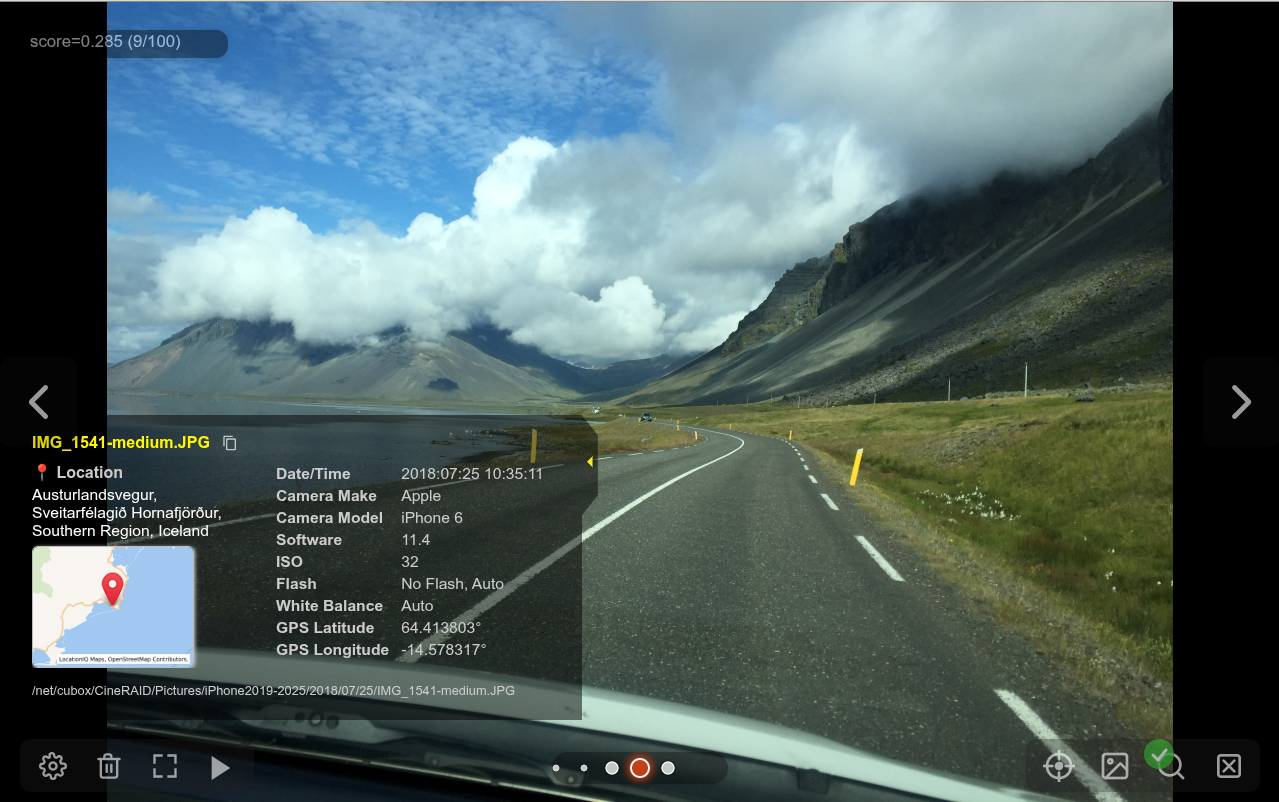 score=0.285 (9/100)
IMG_1541-medium.JPG
📍 Location
Austurlandsvegur,
Sveitarfélagið Hornafjörður,
Southern Region, Iceland
LocationIQ Maps, OpenStreetMap Contributors.
Date/Time 2018:07:25 10:35:11
Camera Make Apple
Camera Model iPhone 6
Software 11.4
ISO 32
Flash No Flash, Auto
White Balance Auto
GPS Latitude 64.413803°
GPS Longitude -14.578317°
/net/cubox/CineRAID/Pictures/iPhone2019-2025/2018/07/25/IMG_1541-medium.JPG